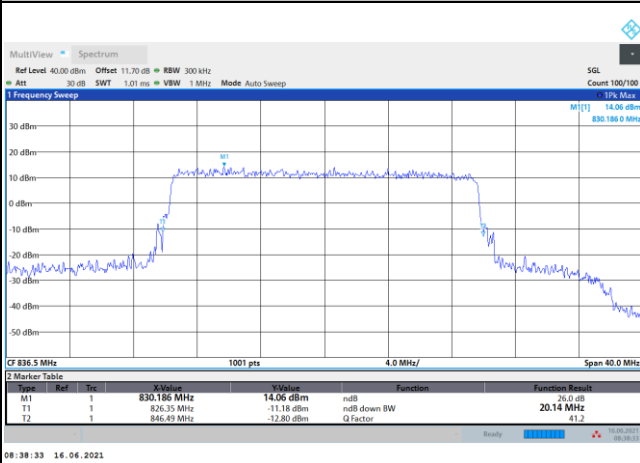 MultiView Spectrum
Ref Level 40.00 dBm Offset 11.70 dB RBW 300 kHz SGL
Att 30 dB SWT 1.01 ms VBW 1 MHz Mode Auto Sweep Count 100/100
1 Frequency Sweep 1Pk Max
M1[1] 14.06 dBm
830.186 0 MHz
30 dBm
20 dBm
M1
10 dBm
0 dBm
-10 dBm
-20 dBm
-30 dBm
-40 dBm
-50 dBm
CF 836.5 MHz 1001 pts 4.0 MHz/ Span 40.0 MHz
2 Marker Table
Type Ref Trc X-Value Y-Value Function Function Result
M1 1 830.186 MHz 14.06 dBm ndB 26.0 dB
T1 1 826.35 MHz -11.18 dBm ndB down BW 20.14 MHz
T2 1 846.49 MHz -12.80 dBm Q Factor 41.2
Ready 16.06.2021
08:38:33
08:38:33 16.06.2021